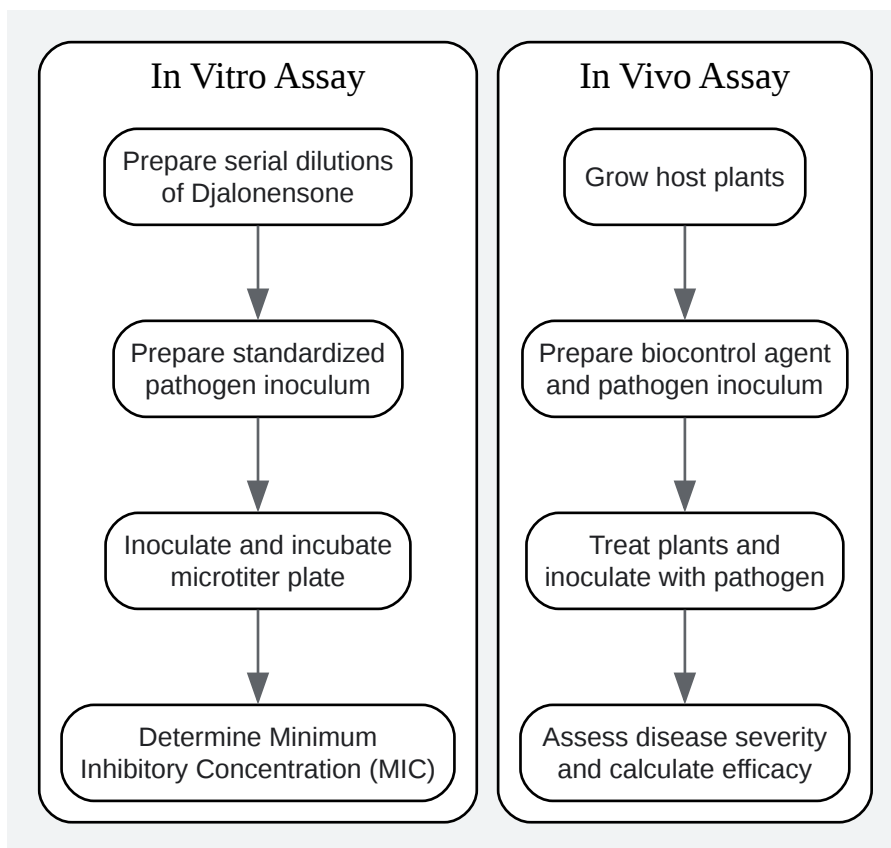 In Vitro Assay
Prepare serial dilutions
of Djalonensone
Prepare standardized
pathogen inoculum
Inoculate and incubate
microtiter plate
Determine Minimum
Inhibitory Concentration (MIC)
In Vivo Assay
Grow host plants
Prepare biocontrol agent
and pathogen inoculum
Treat plants and
inoculate with pathogen
Assess disease severity
and calculate efficacy